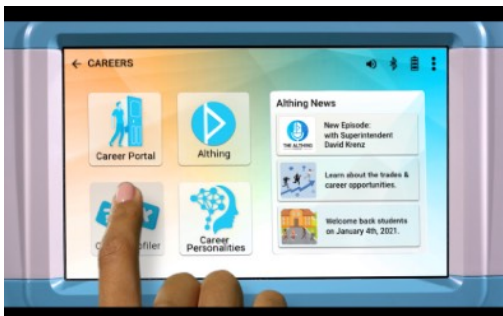 CAREERS
Career Portal
Althing
Career
Personalities
Althing News
THE ALTHING
New Episode:
with Superintendent
David Krenz
Learn about the trades &
career opportunities.
Welcome back students
on January 4th, 2021.